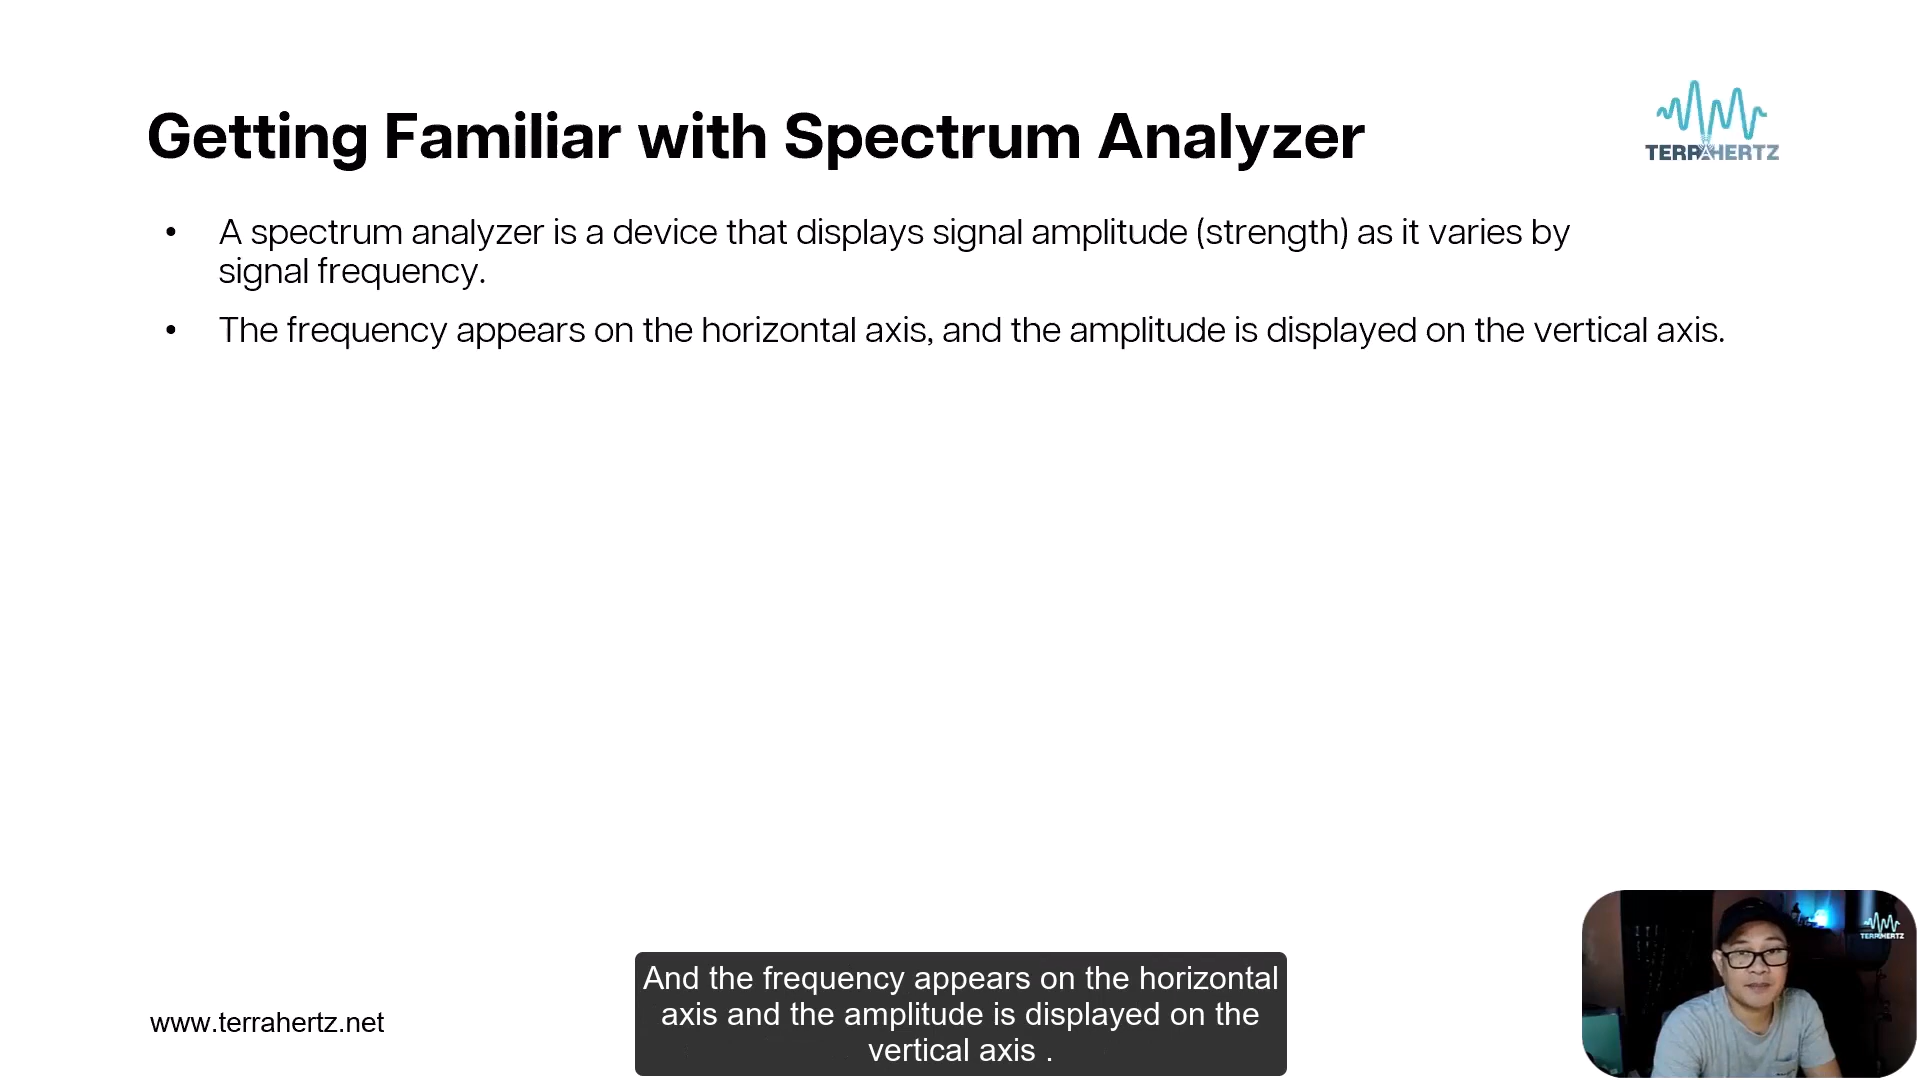 Getting Familiar with Spectrum Analyzer
TERRAHERTZ
• A spectrum analyzer is a device that displays signal amplitude (strength) as it varies by
signal frequency.
• The frequency appears on the horizontal axis, and the amplitude is displayed on the vertical axis.
And the frequency appears on the horizontal
axis and the amplitude is displayed on the
vertical axis .
www.terrahertz.net
TERRAHERTZ